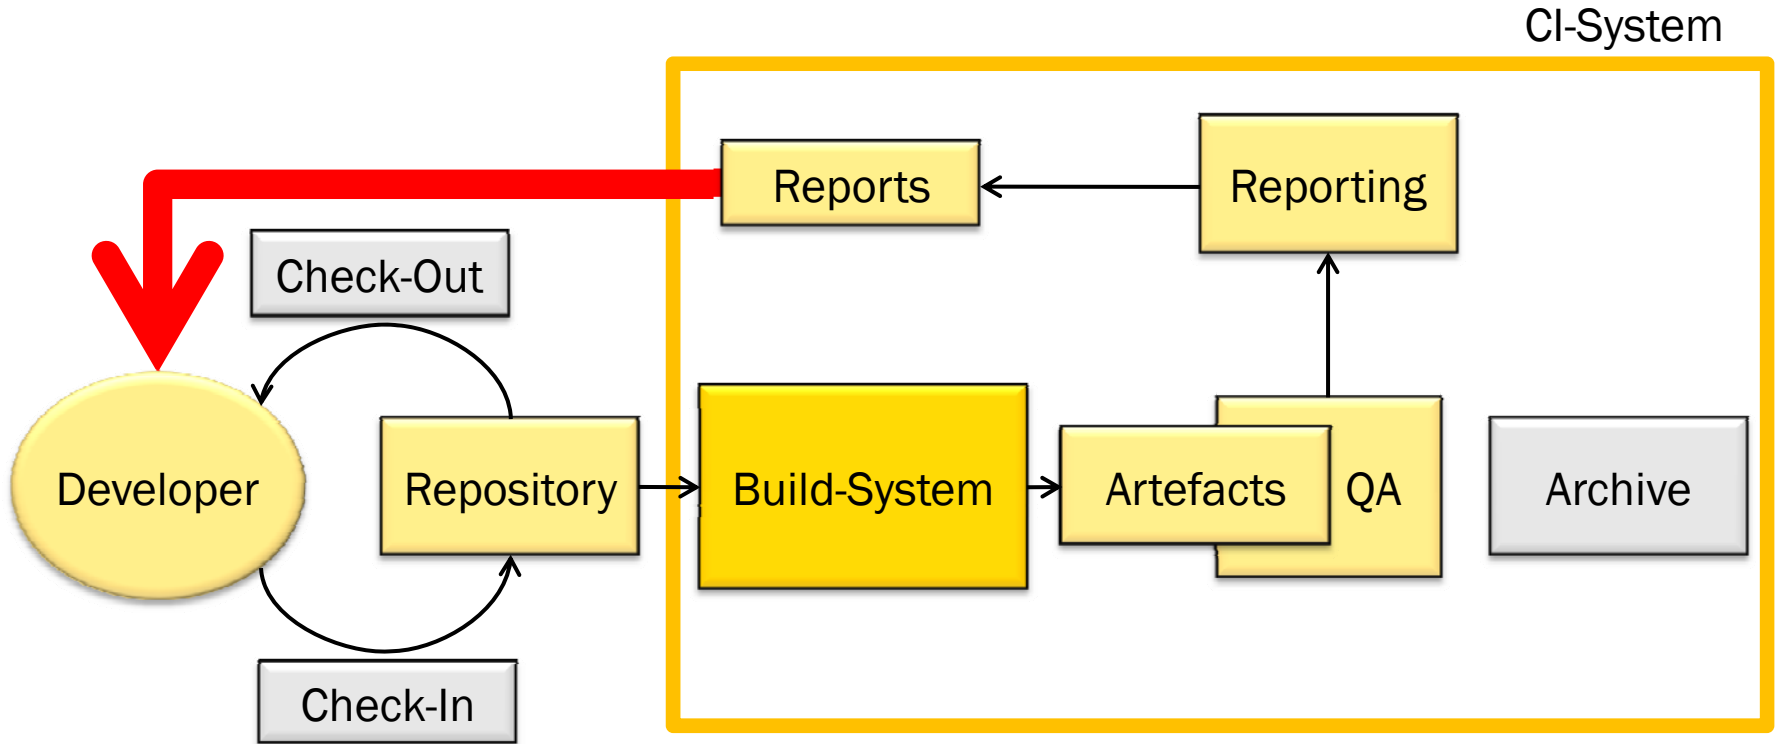 CI-System
Reports
Reporting
Check-Out
Developer
Repository
Build-System
Artefacts
QA
Archive
Check-In